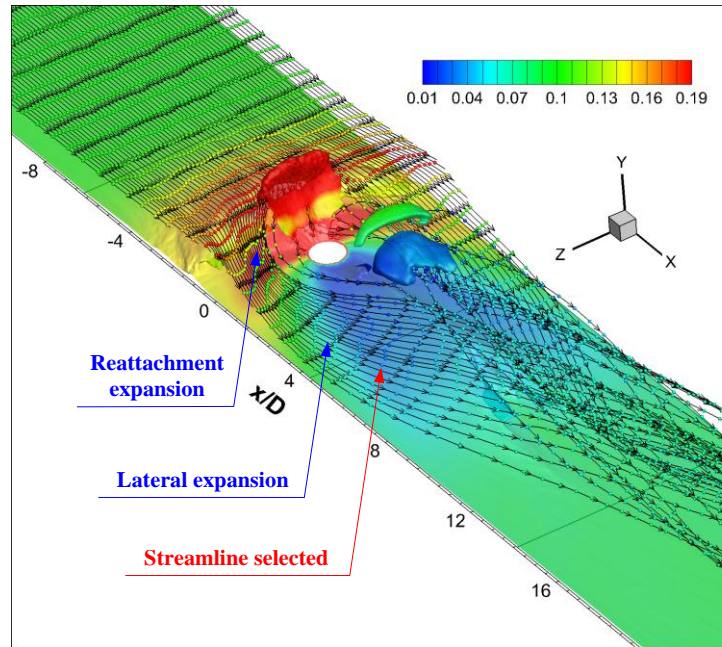 0.01 0.04 0.07 0.1 0.13 0.16 0.19
Y
Z
X
-8
-4
0
4
8
12
16
x/D
Reattachment
expansion
Lateral expansion
Streamline selected